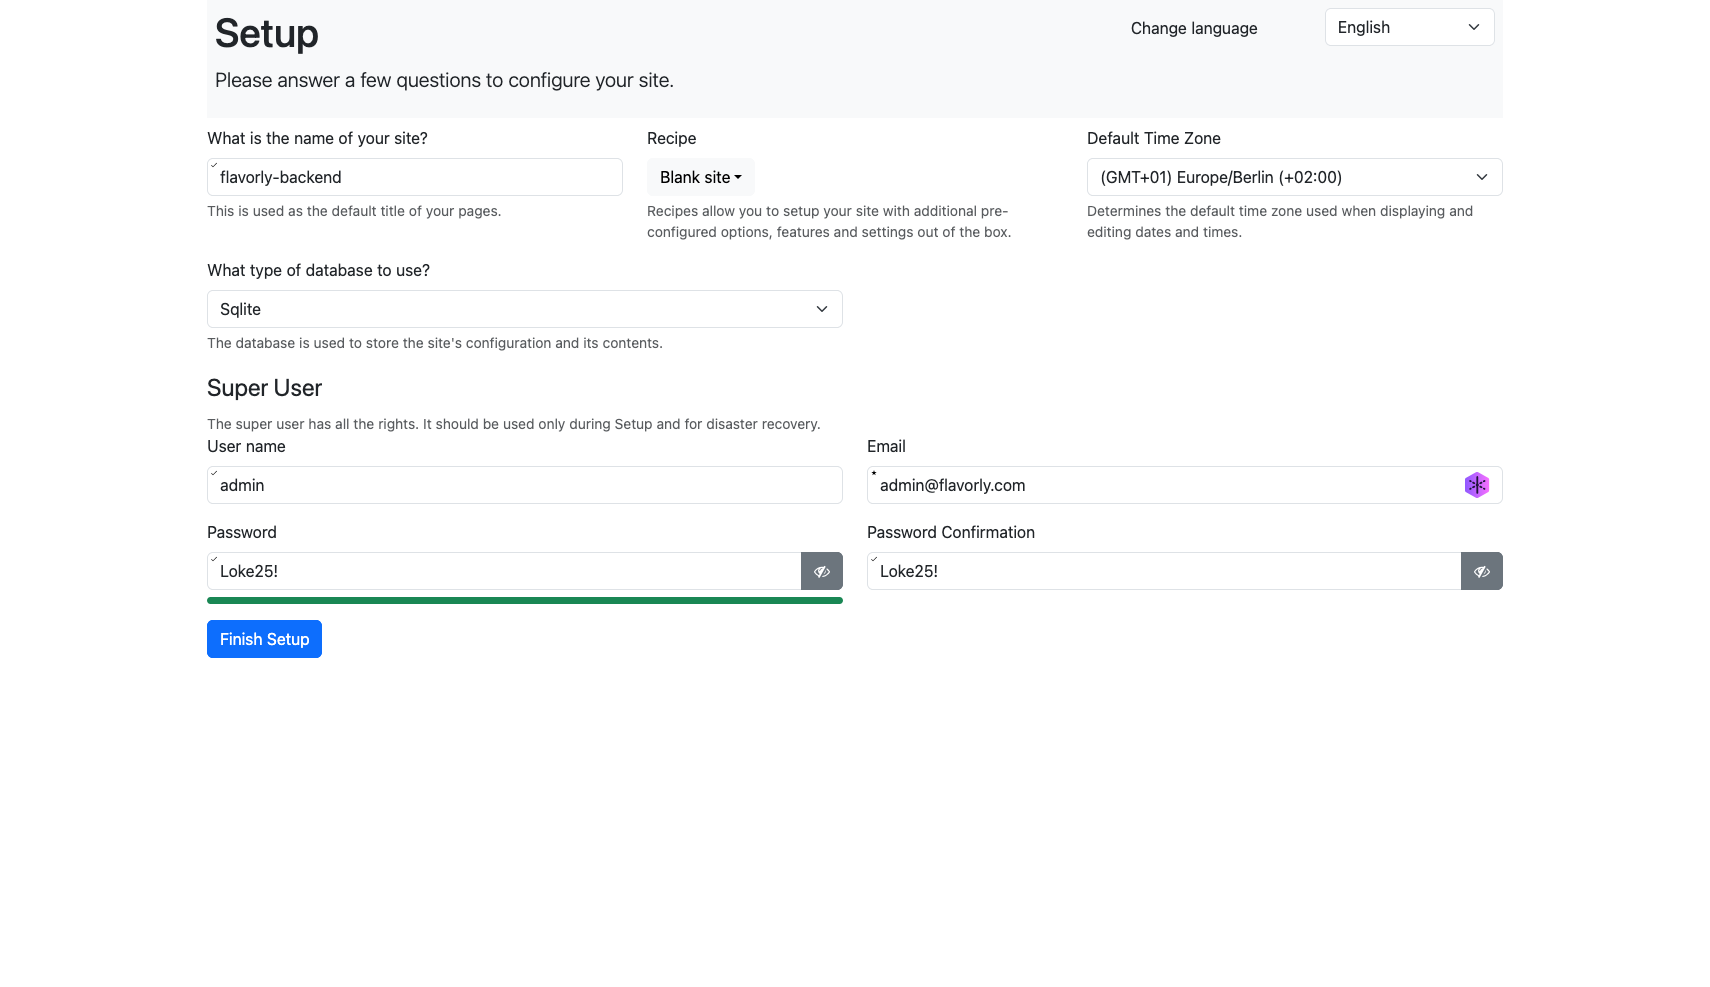 Setup
Change language
English
Please answer a few questions to configure your site.
What is the name of your site?
Recipe
Default Time Zone
flavorly-backend
Blank site
(GMT+01) Europe/Berlin (+02:00)
This is used as the default title of your pages.
Recipes allow you to setup your site with additional pre-
configured options, features and settings out of the box.
Determines the default time zone used when displaying and
editing dates and times.
What type of database to use?
Sqlite
The database is used to store the site's configuration and its contents.
Super User
The super user has all the rights. It should be used only during Setup and for disaster recovery.
User name
Email
admin
admin@flavorly.com
Password
Password Confirmation
Loke25!
Loke25!
Finish Setup